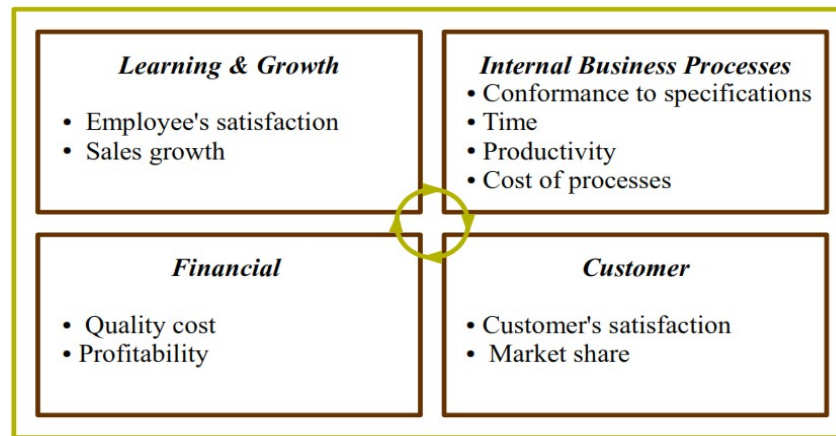 Learning & Growth
• Employee's satisfaction
• Sales growth
Internal Business Processes
• Conformance to specifications
• Time
• Productivity
• Cost of processes
Financial
• Quality cost
• Profitability
Customer
• Customer's satisfaction
• Market share